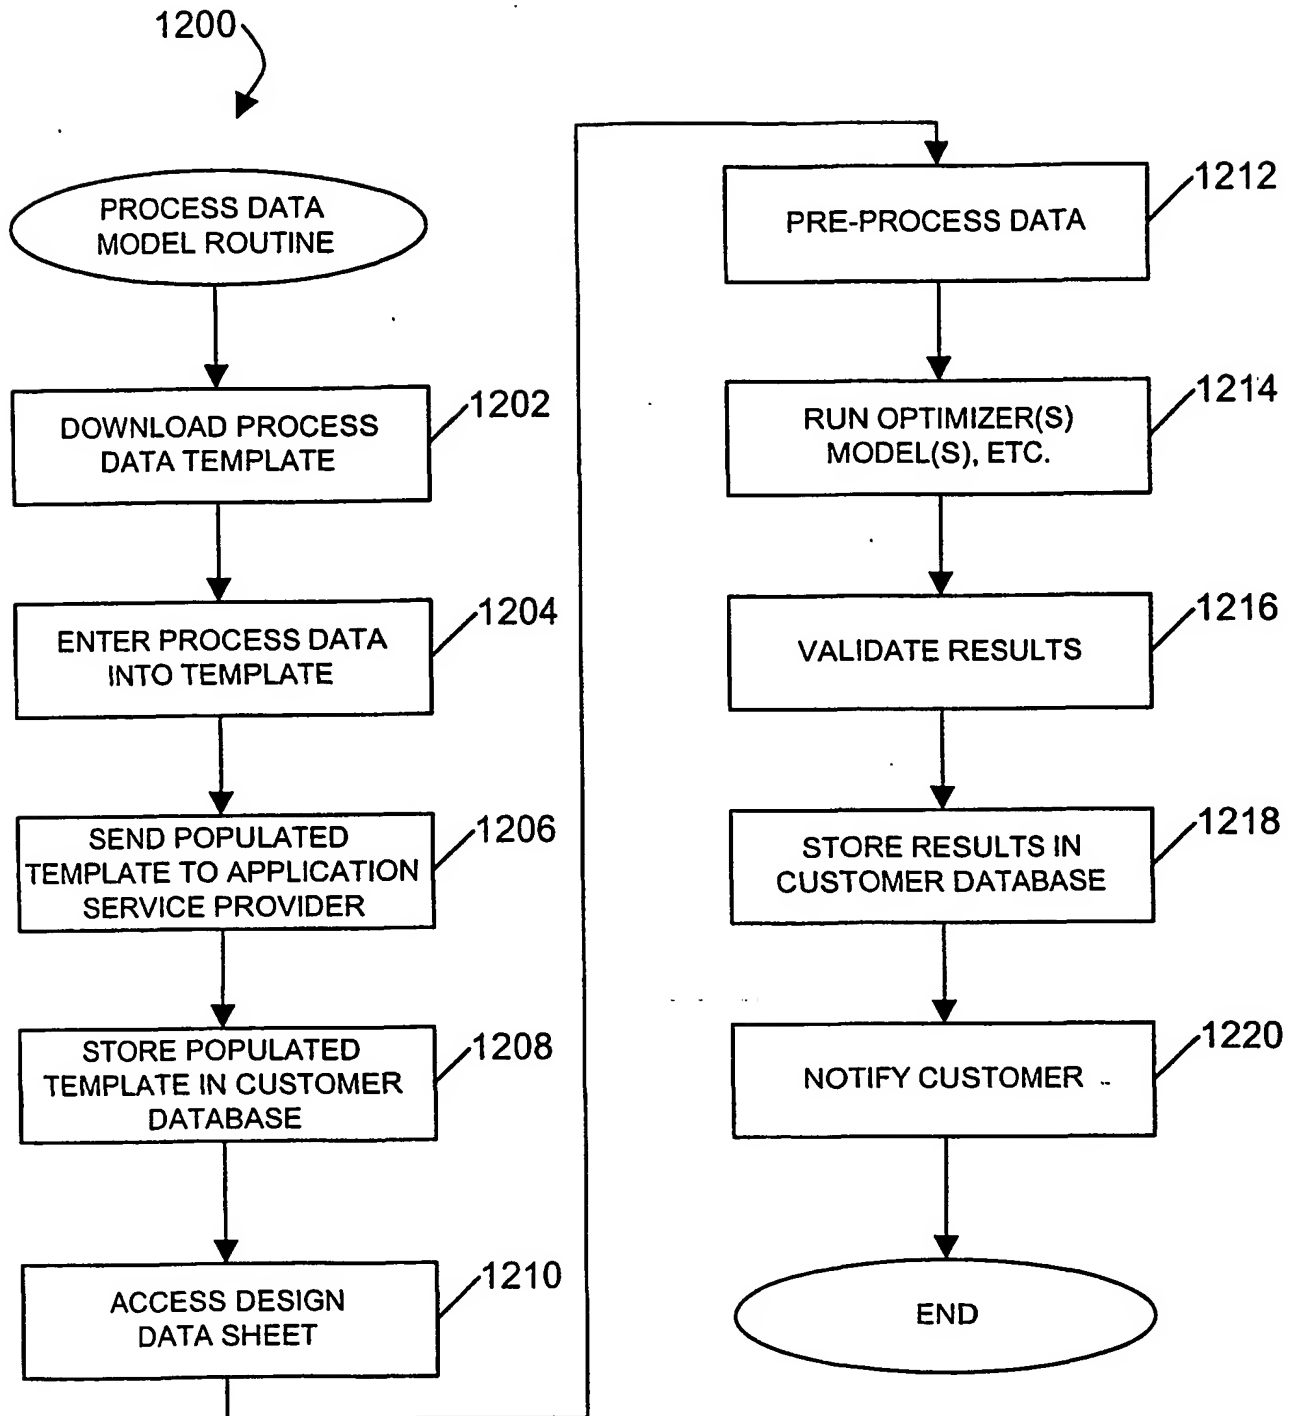 1200
PROCESS DATA
MODEL ROUTINE
DOWNLOAD PROCESS
DATA TEMPLATE
1202
ENTER PROCESS DATA
INTO TEMPLATE
1204
SEND POPULATED
TEMPLATE TO APPLICATION
SERVICE PROVIDER
1206
STORE POPULATED
TEMPLATE IN CUSTOMER
DATABASE
1208
ACCESS DESIGN
DATA SHEET
1210
PRE-PROCESS DATA
1212
RUN OPTIMIZER(S)
MODEL(S), ETC.
1214
VALIDATE RESULTS
1216
STORE RESULTS IN
CUSTOMER DATABASE
1218
NOTIFY CUSTOMER
1220
END